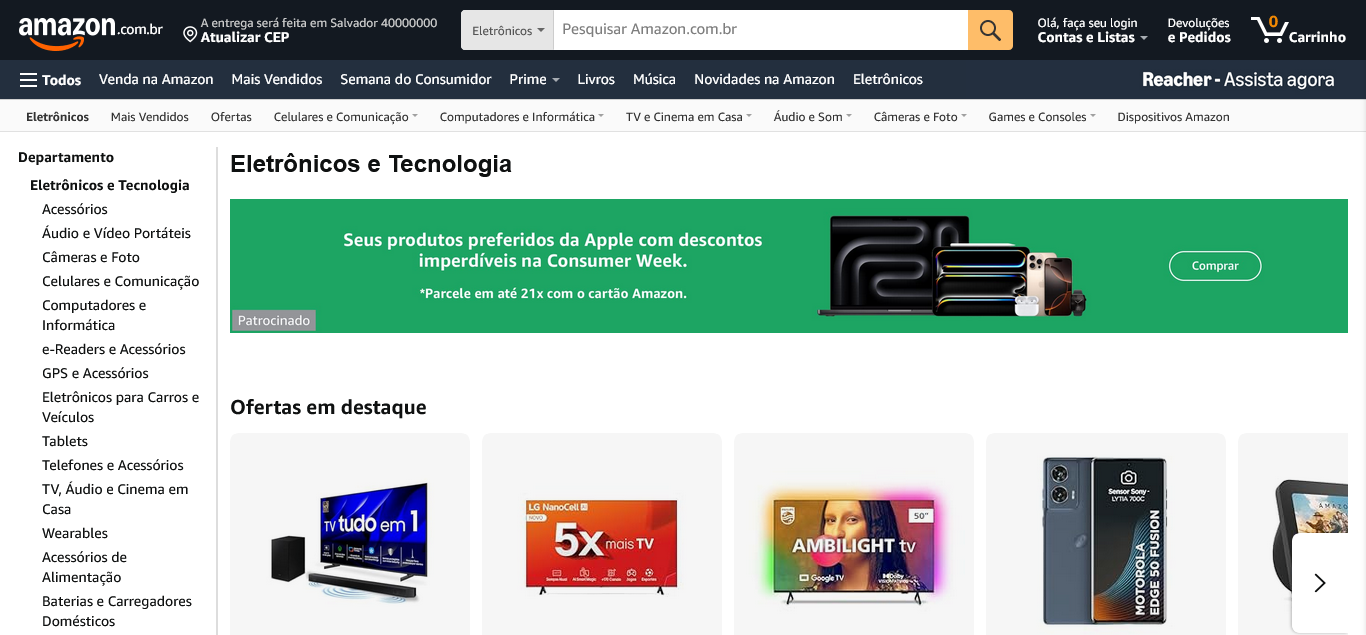 amazon.com.br
A entrega será feita em Salvador 40000000
Atualizar CEP
Eletrônicos
Pesquisar Amazon.com.br
Olá, faça seu login
Contas e Listas
Devoluções
e Pedidos
0
Carrinho
Todos
Venda na Amazon
Mais Vendidos
Semana do Consumidor
Prime
Livros
Música
Novidades na Amazon
Eletrônicos
Reacher - Assista agora
Eletrônicos
Mais Vendidos
Ofertas
Celulares e Comunicação
Computadores e Informática
TV e Cinema em Casa
Áudio e Som
Câmeras e Foto
Games e Consoles
Dispositivos Amazon
Departamento
Eletrônicos e Tecnologia
Acessórios
Áudio e Vídeo Portáteis
Câmeras e Foto
Celulares e Comunicação
Computadores e
Informática
e-Readers e Acessórios
GPS e Acessórios
Eletrônicos para Carros e
Veículos
Tablets
Telefones e Acessórios
TV, Áudio e Cinema em
Casa
Wearables
Acessórios de
Alimentação
Baterias e Carregadores
Domésticos
Eletrônicos e Tecnologia
Seus produtos preferidos da Apple com descontos
imperdíveis na Consumer Week.
*Parcele em até 21x com o cartão Amazon.
Comprar
Patrocinado
Ofertas em destaque
TV tudo em 1
LG NanoCell AI
NOVO
5x mais TV
50"
AMBILIGHT tv
Google TV
Dolby
Sensor Sony -
LYTIA 700C
MOTOROLA
EDGE 50 FUSION